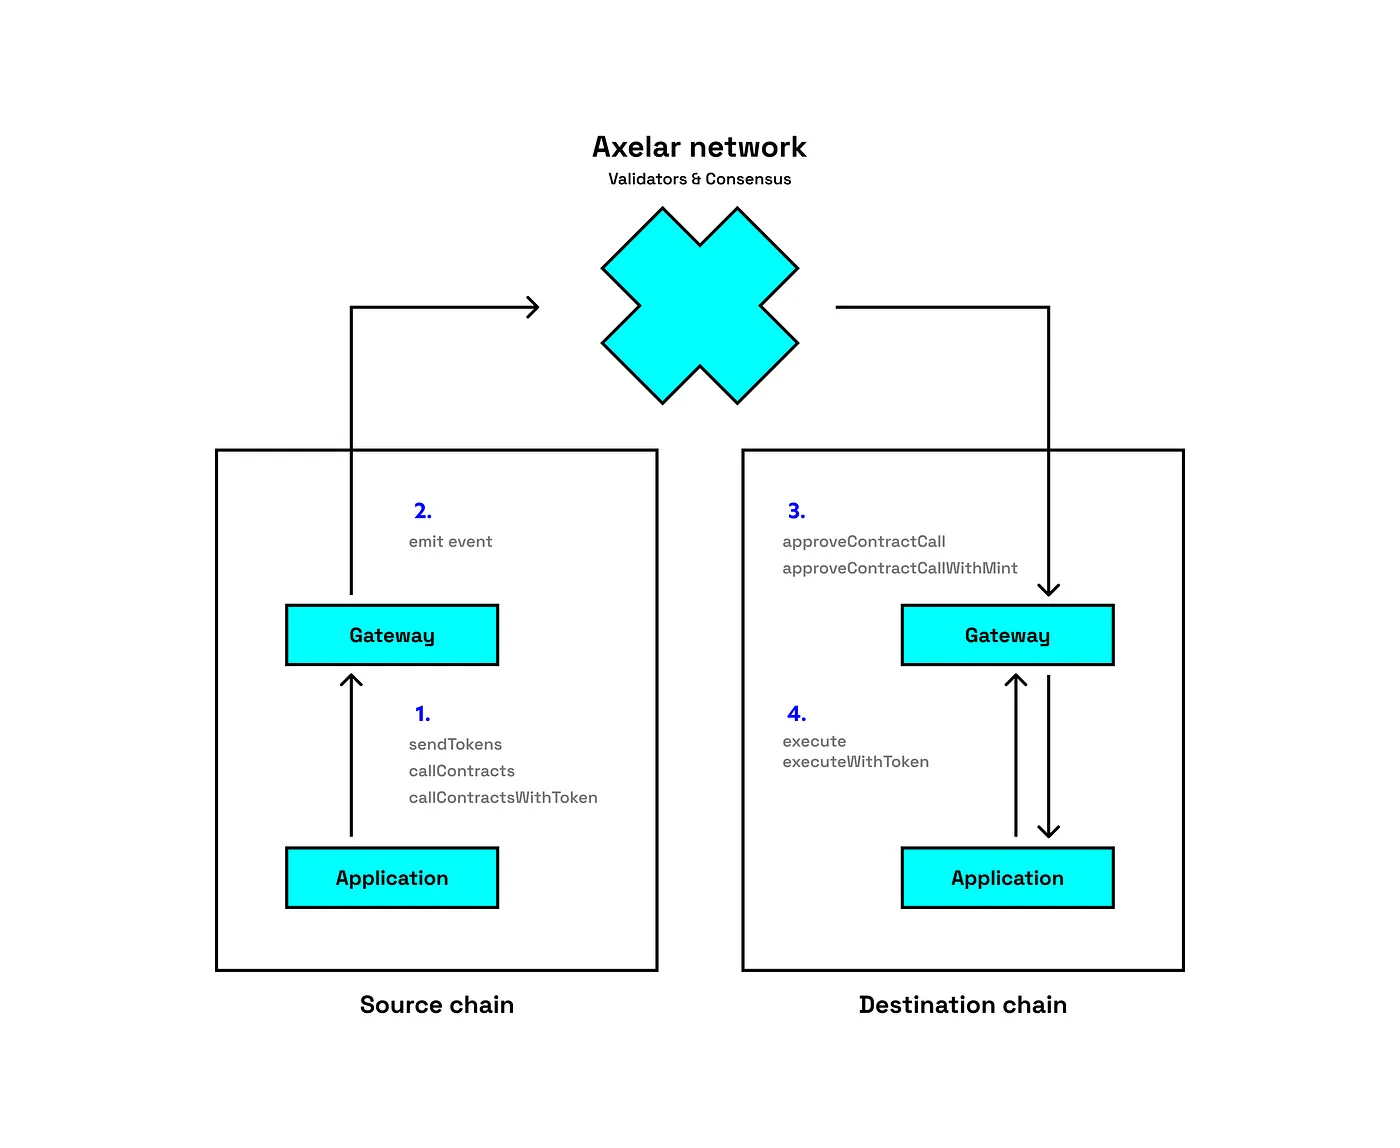 Axelar network
Validators & Consensus
2.
emit event
Gateway
1.
sendTokens
callContracts
callContractsWithToken
Application
Source chain
3.
approveContractCall
approveContractCallWithMint
Gateway
4.
execute
executeWithToken
Application
Destination chain